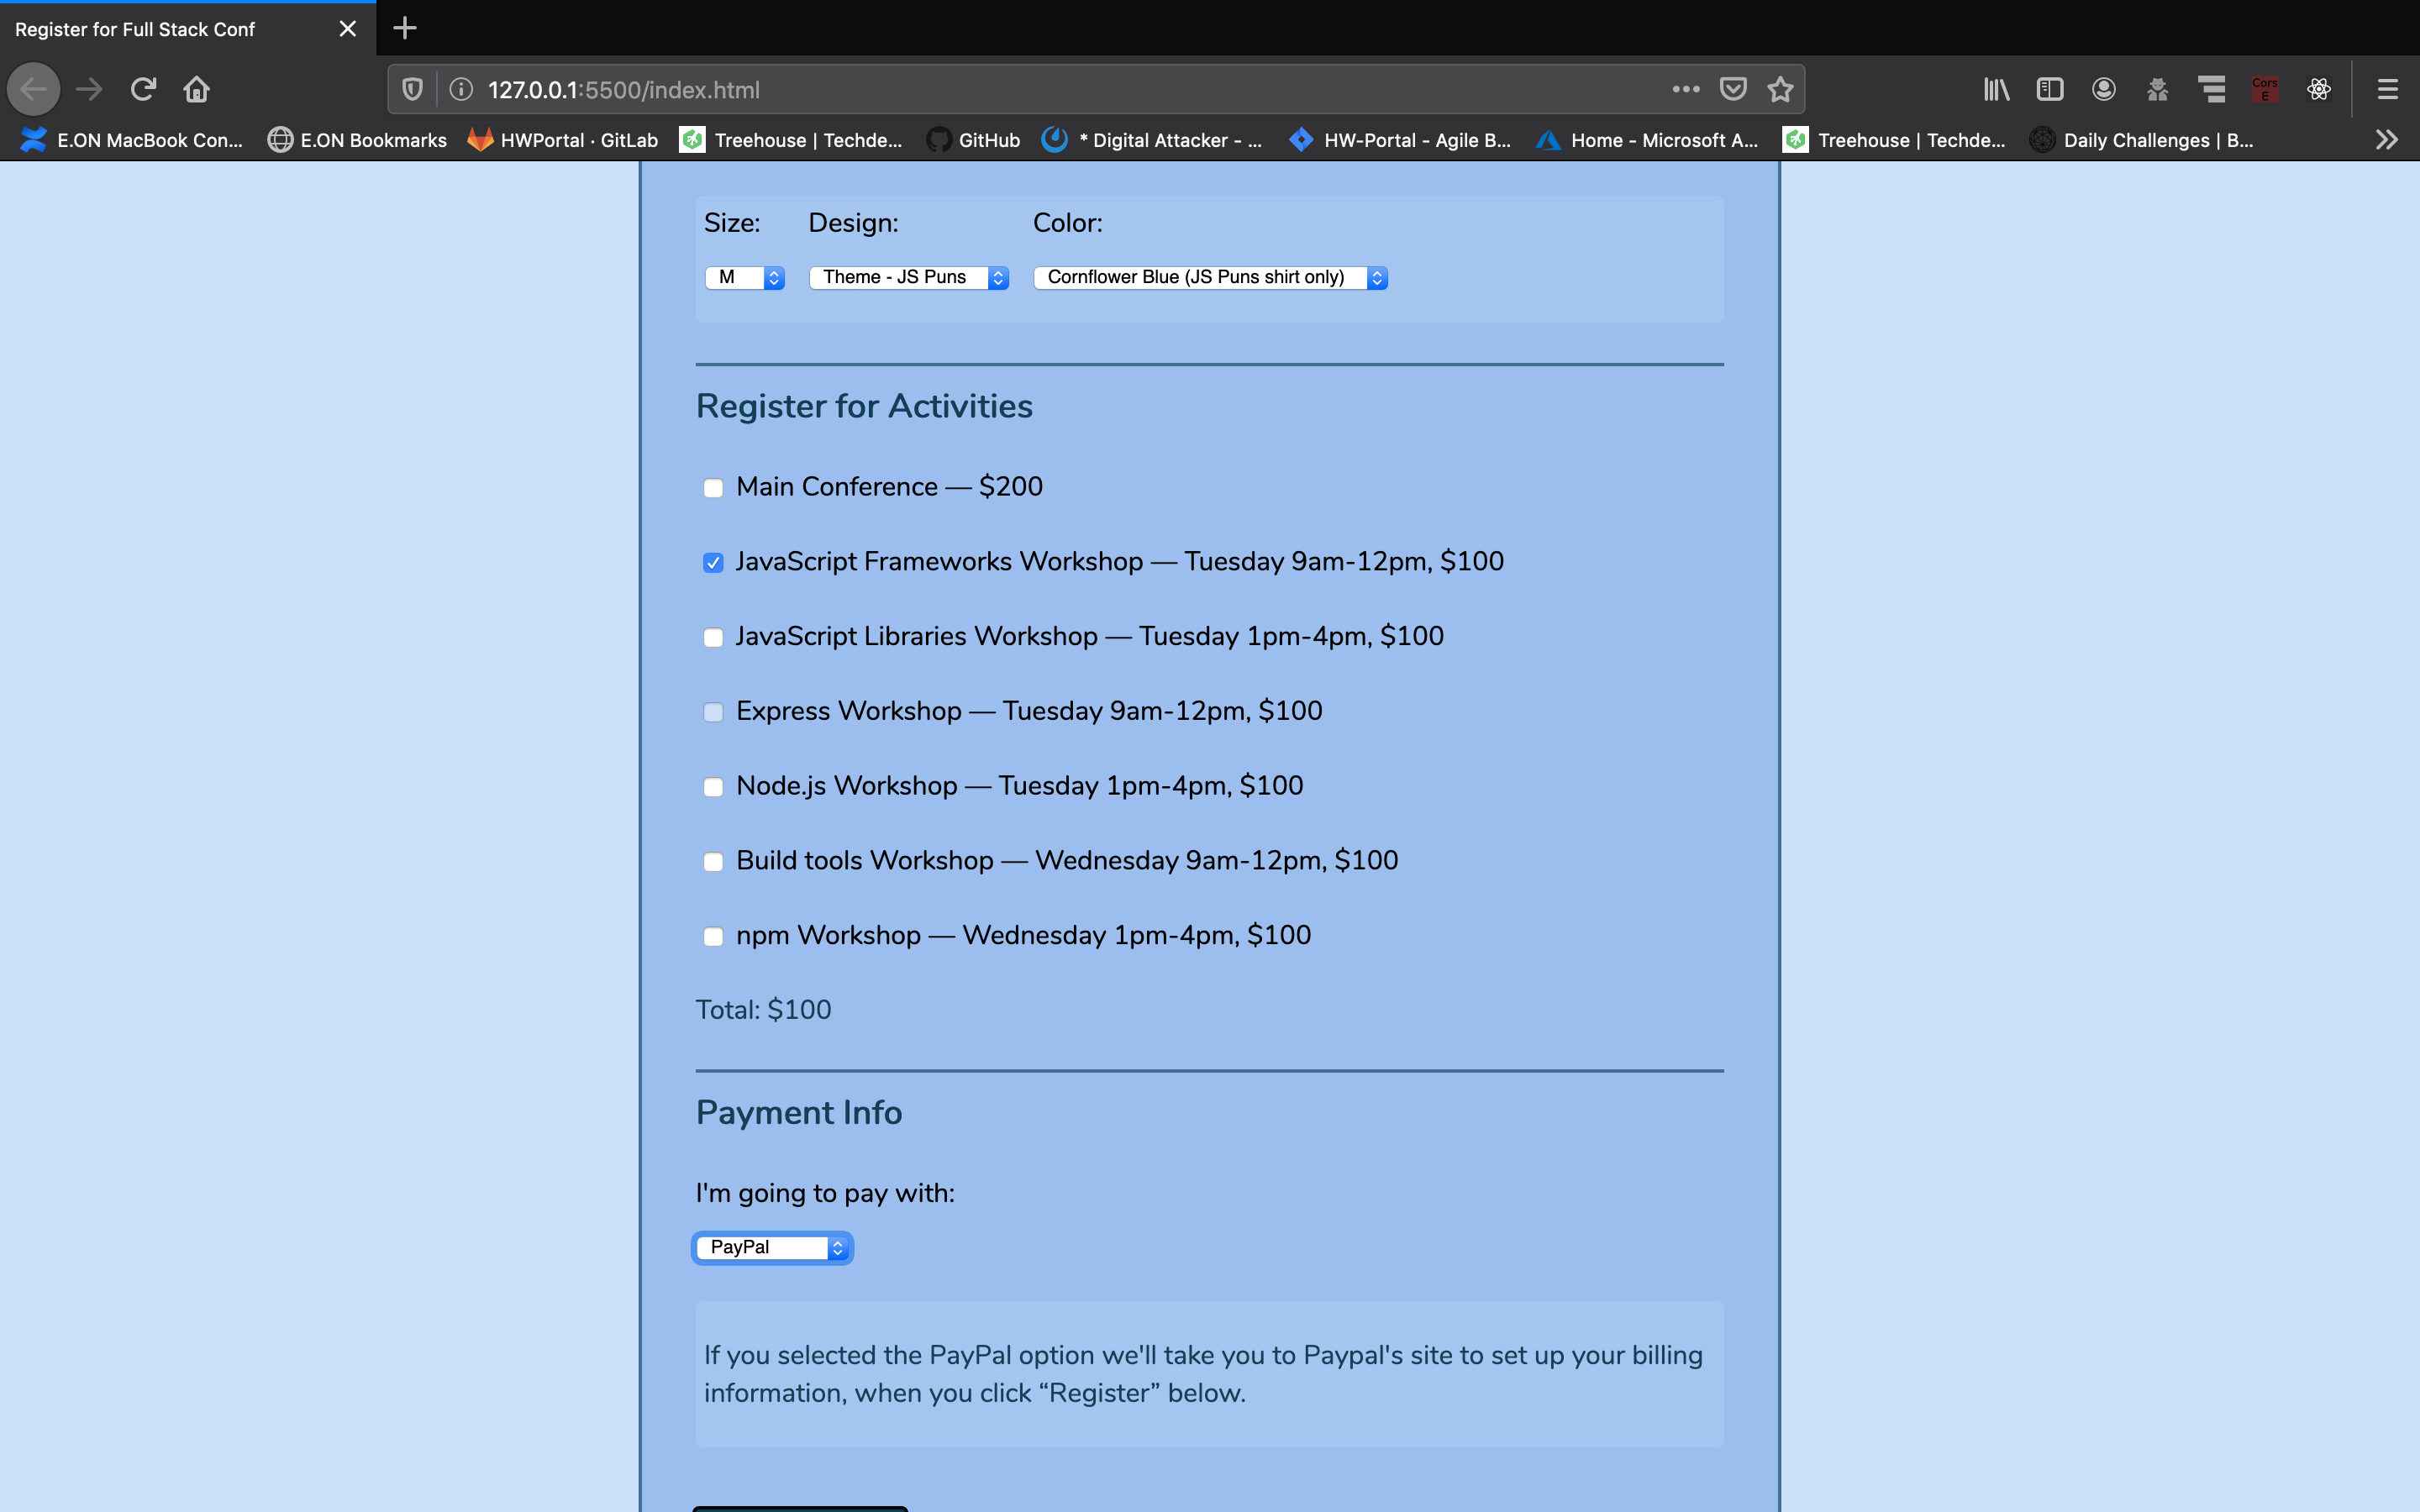 Register for Full Stack Conf
127.0.0.1:5500/index.html
Cors
E
E.ON MacBook Con... E.ON Bookmarks HWPortal · GitLab Treehouse | Techde... GitHub * Digital Attacker - ... HW-Portal - Agile B... Home - Microsoft A... Treehouse | Techde... Daily Challenges | B...
Size: Design: Color:
M Theme - JS Puns Cornflower Blue (JS Puns shirt only)
Register for Activities
Main Conference — $200
JavaScript Frameworks Workshop — Tuesday 9am-12pm, $100
JavaScript Libraries Workshop — Tuesday 1pm-4pm, $100
Express Workshop — Tuesday 9am-12pm, $100
Node.js Workshop — Tuesday 1pm-4pm, $100
Build tools Workshop — Wednesday 9am-12pm, $100
npm Workshop — Wednesday 1pm-4pm, $100
Total: $100
Payment Info
I'm going to pay with:
PayPal
If you selected the PayPal option we'll take you to Paypal's site to set up your billing
information, when you click “Register” below.